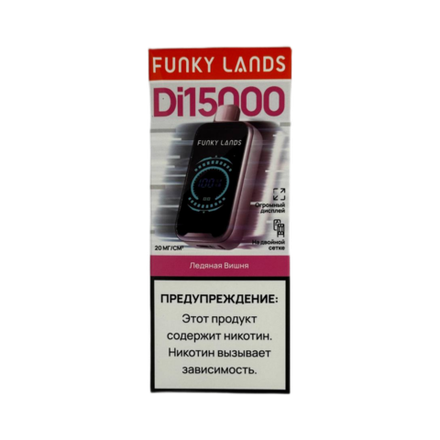 FUNKY LANDS
Di15000
FUNKY LANDS
100%
Огромный
дисплей
На двойной
сетке
20 МГ/СМ³
Ледяная Вишня
ПРЕДУПРЕЖДЕНИЕ:
Этот продукт
содержит никотин.
Никотин вызывает
зависимость.